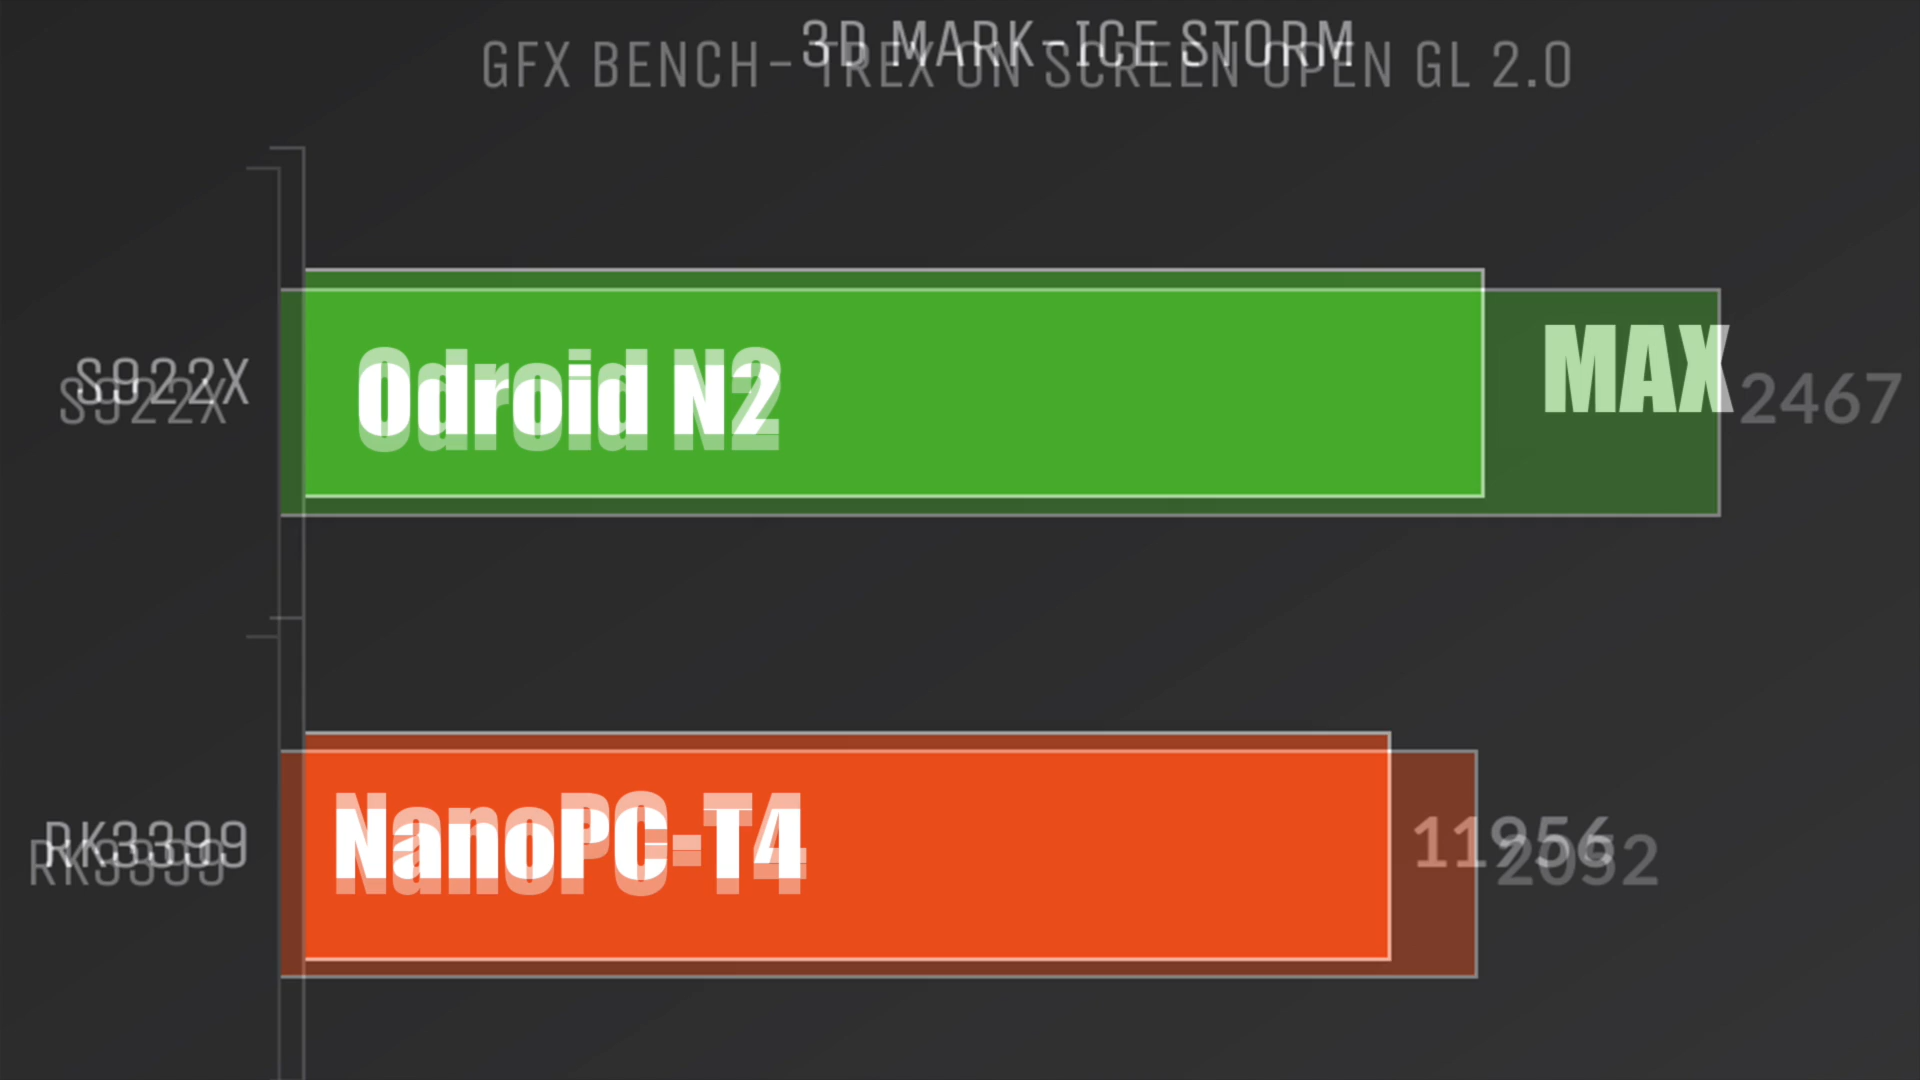 3D MARK-ICE STORM
GFX BENCH- TREX ON SCREEN OPEN GL 2.0
S922X
S922X
Odroid N2
MAX
2467
RK3399
RK3399
NanoPC-T4
11956
2092